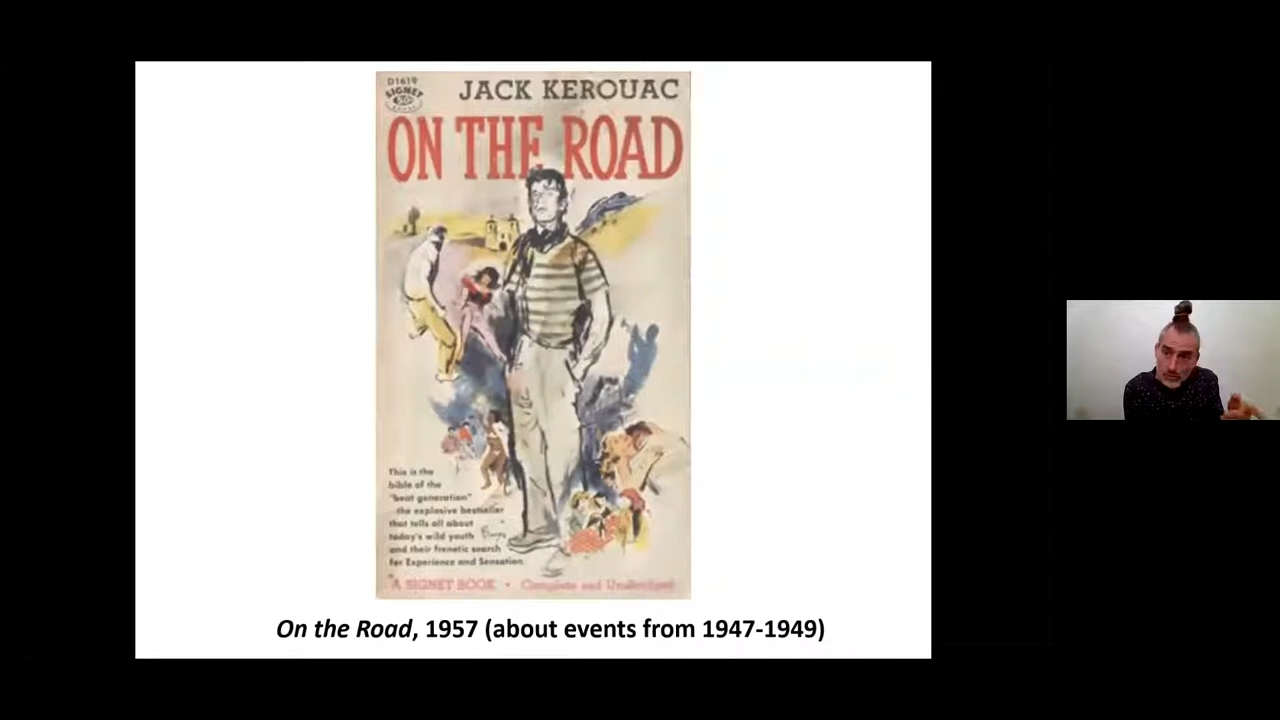 D1619
SIGNET
BOOKS
JACK KEROUAC
ON THE ROAD
This is the
bible of the
"beat generation"
—the explosive bestseller
that tells all about
today's wild youth
and their frenetic search
for Experience and Sensation.
A SIGNET BOOK • Complete and Unabridged
On the Road, 1957 (about events from 1947-1949)